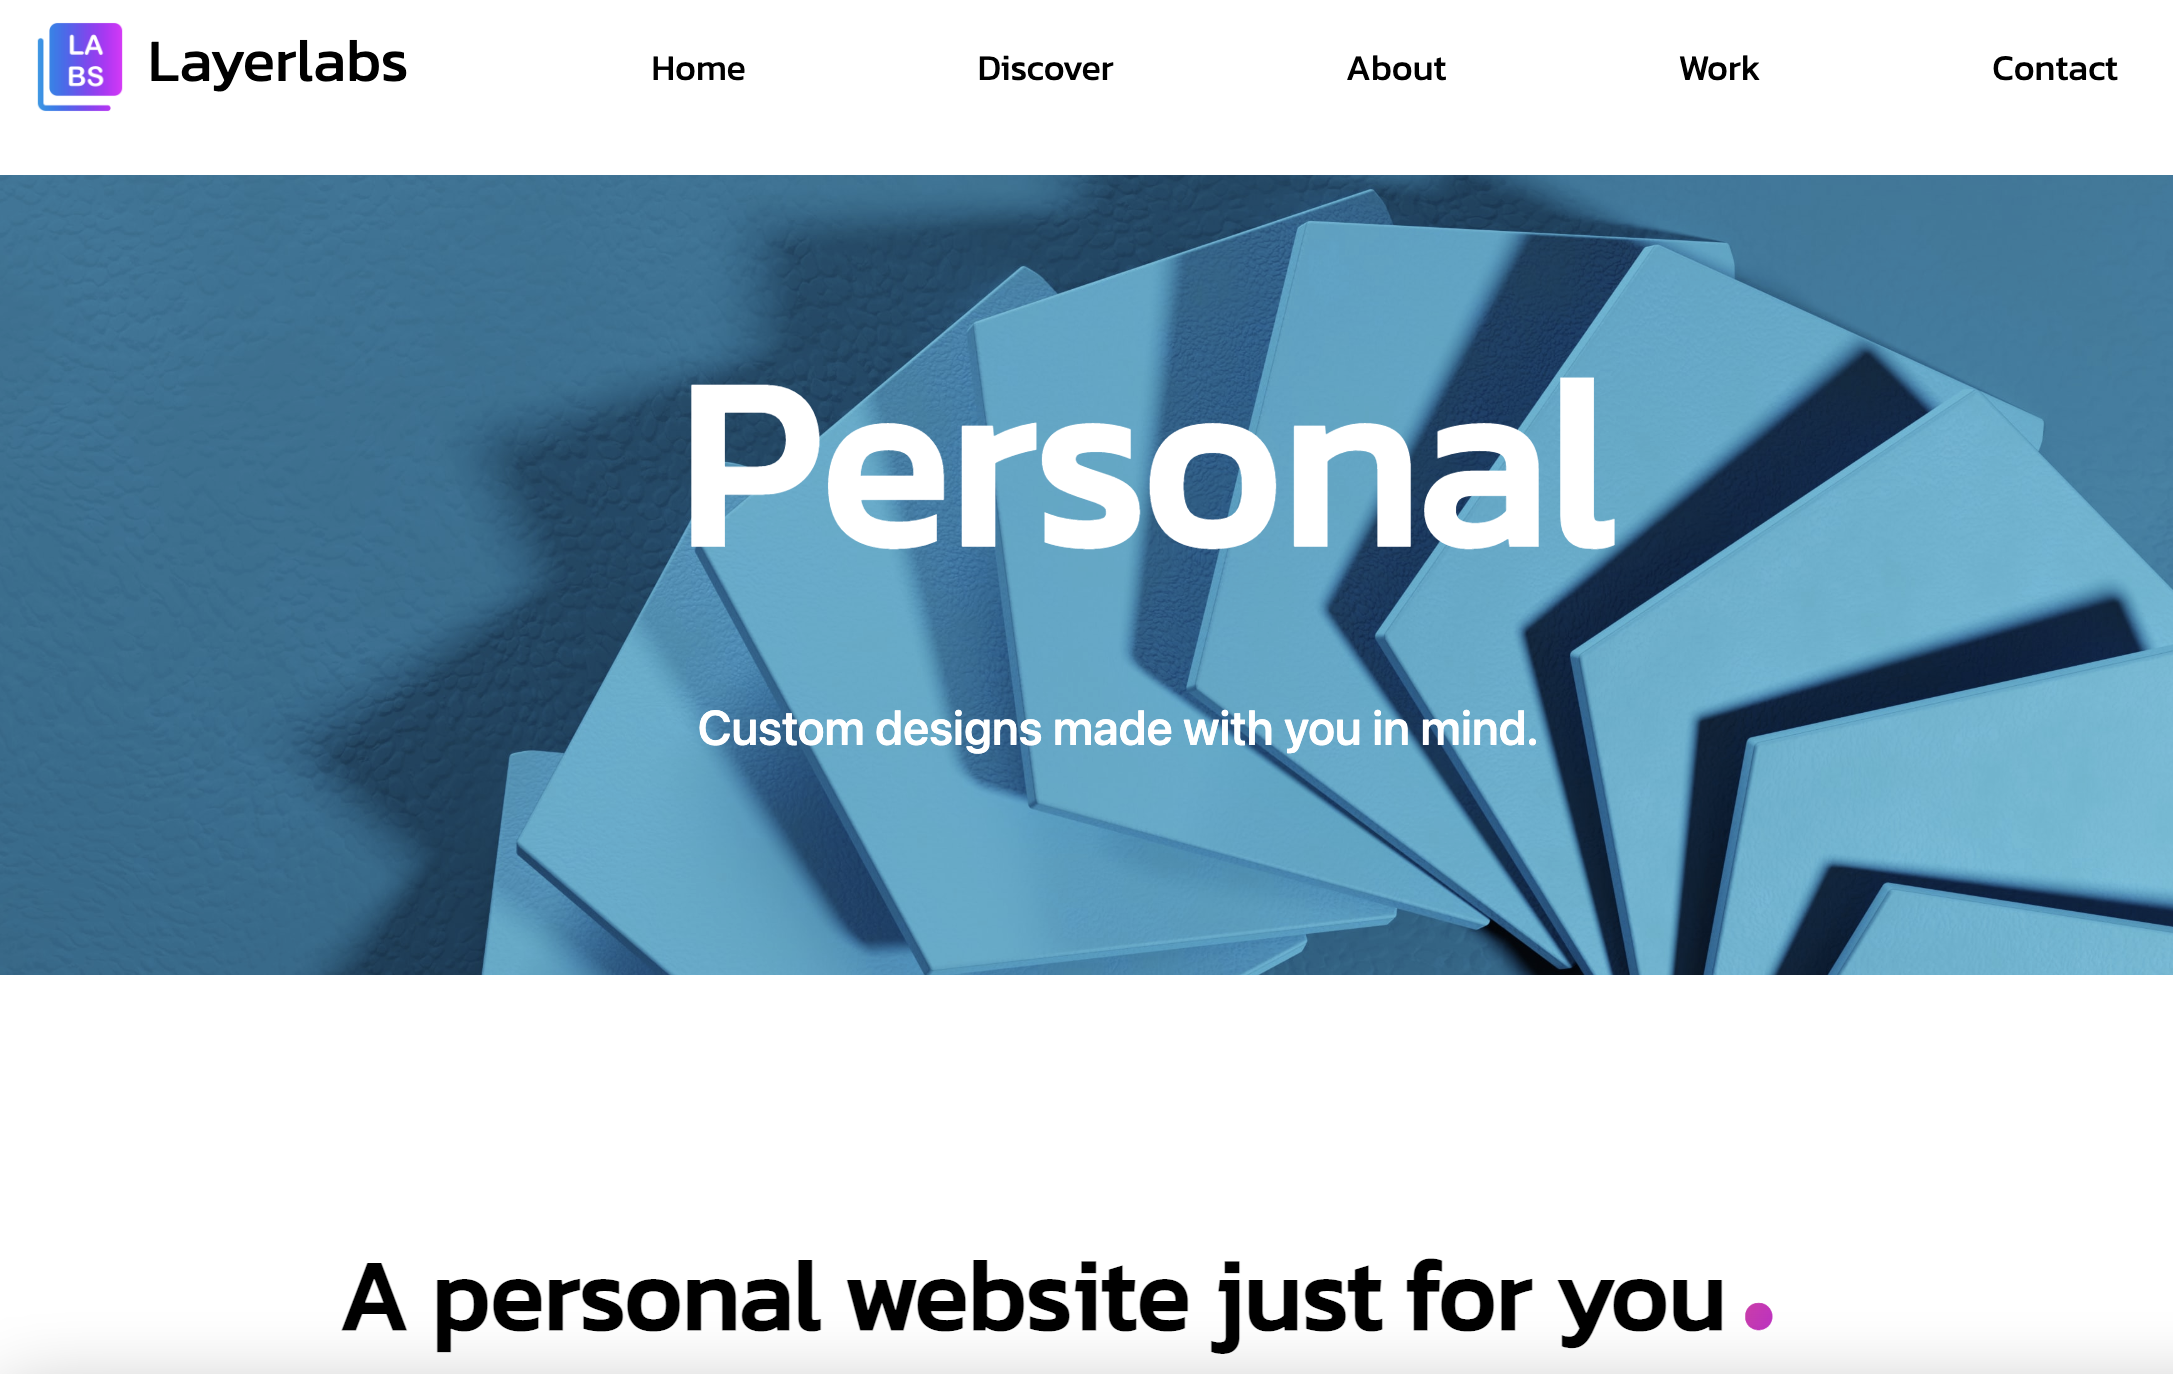 LA
BS
Layerlabs
Home
Discover
About
Work
Contact
Personal
Custom designs made with you in mind.
A personal website just for you.